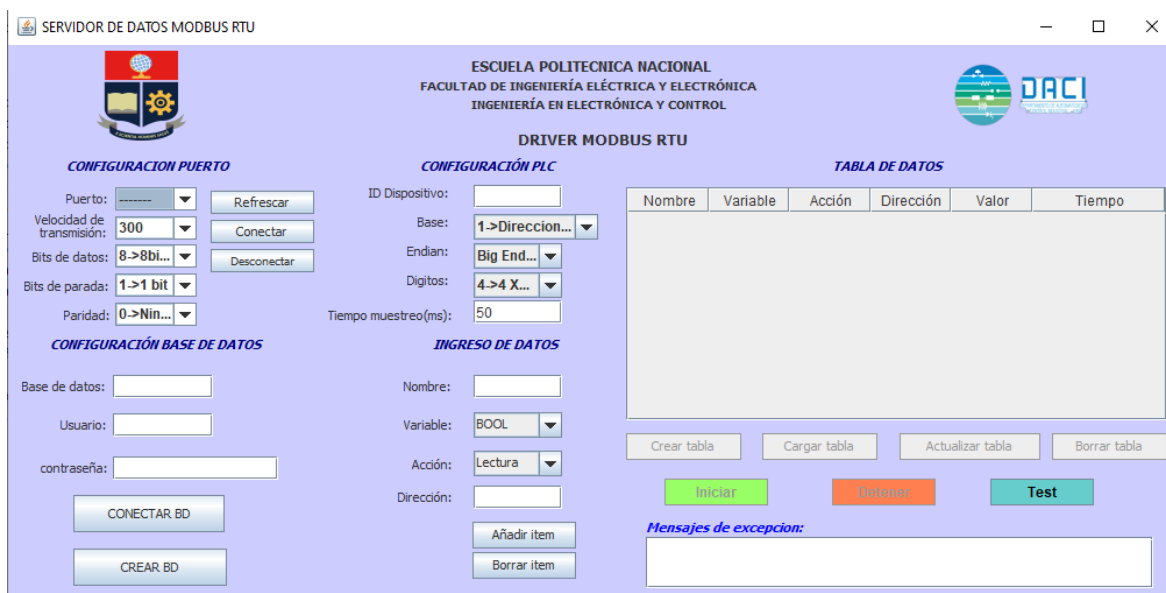 SERVIDOR DE DATOS MODBUS RTU
ESCUELA POLITECNICA NACIONAL
FACULTAD DE INGENIERÍA ELÉCTRICA Y ELECTRÓNICA
INGENIERÍA EN ELECTRÓNICA Y CONTROL
DACI
DRIVER MODBUS RTU
CONFIGURACION PUERTO
Puerto: -------
Refrescar
Velocidad de
transmisión: 300
Conectar
Bits de datos: 8->8bi...
Desconectar
Bits de parada: 1->1 bit
Paridad: 0->Nin...
CONFIGURACIÓN BASE DE DATOS
Base de datos:
Usuario:
contraseña:
CONECTAR BD
CREAR BD
CONFIGURACIÓN PLC
ID Dispositivo:
Base: 1->Direccion...
Endian: Big End...
Digitos: 4->4 X...
Tiempo muestreo(ms): 50
INGRESO DE DATOS
Nombre:
Variable: BOOL
Acción: Lectura
Dirección:
Añadir item
Borrar item
TABLA DE DATOS
Nombre Variable Acción Dirección Valor Tiempo
Crear tabla Cargar tabla Actualizar tabla Borrar tabla
Iniciar Detener Test
Mensajes de excepcion: